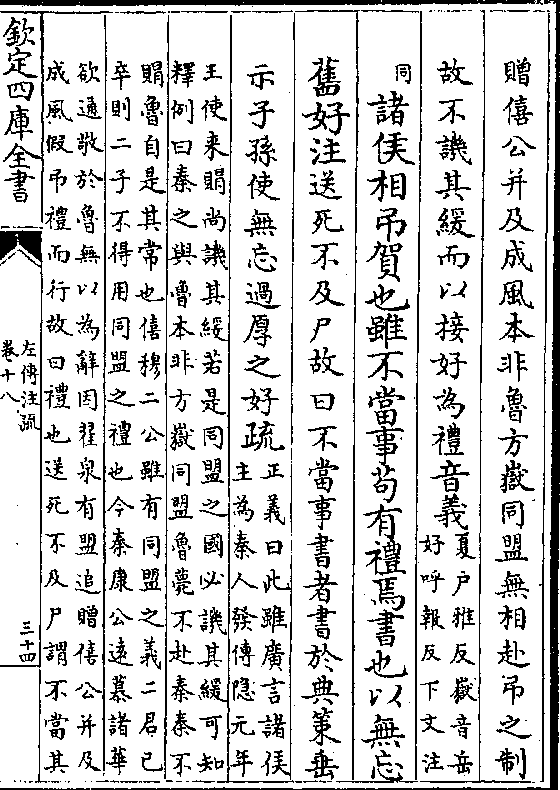 贈僖公并及成風本非魯方嶽同盟無相赴弔之制
故不譏其緩而以接好為禮音義夏戶雅反嶽音岳
好呼報反下文注
同諸侯相弔賀也雖不當事苟有禮焉書也以無忘
舊好注送死不及尸故曰不當事書者書於典策垂
示子孫使無忘過厚之好疏正義曰此雖廣言諸侯
主為秦人發傳隱元年
王使来賵尚譏其緩若是同盟之國必譏其緩可知
釋例曰秦之與魯本非方嶽同盟魯薨不赴秦秦不
賵魯自是其常也僖穆二公雖有同盟之義二君已
卒則二子不得用同盟之禮也今秦康公遠慕諸華
欲通敬於魯無以為辭因翟泉有盟追贈僖公并及
成風假弔禮而行故曰禮也送死不及尸謂不當其
欽定四庫全書
左傳注疏
卷十八
三十四